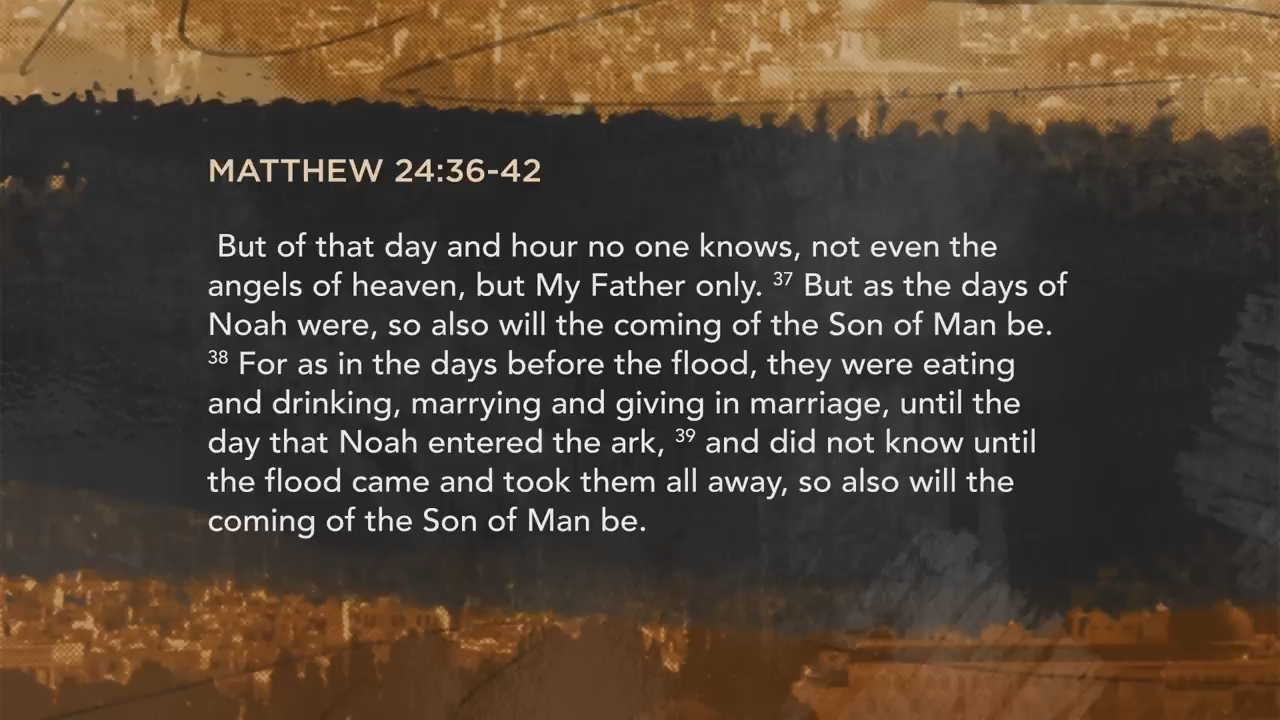 MATTHEW 24:36-42
But of that day and hour no one knows, not even the
angels of heaven, but My Father only. 37 But as the days of
Noah were, so also will the coming of the Son of Man be.
38 For as in the days before the flood, they were eating
and drinking, marrying and giving in marriage, until the
day that Noah entered the ark, 39 and did not know until
the flood came and took them all away, so also will the
coming of the Son of Man be.